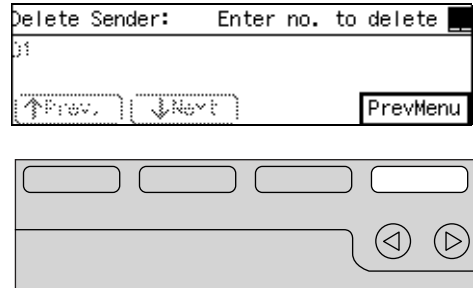 Delete Sender: Enter no. to delete
01
↑Prev. ↓Next PrevMenu